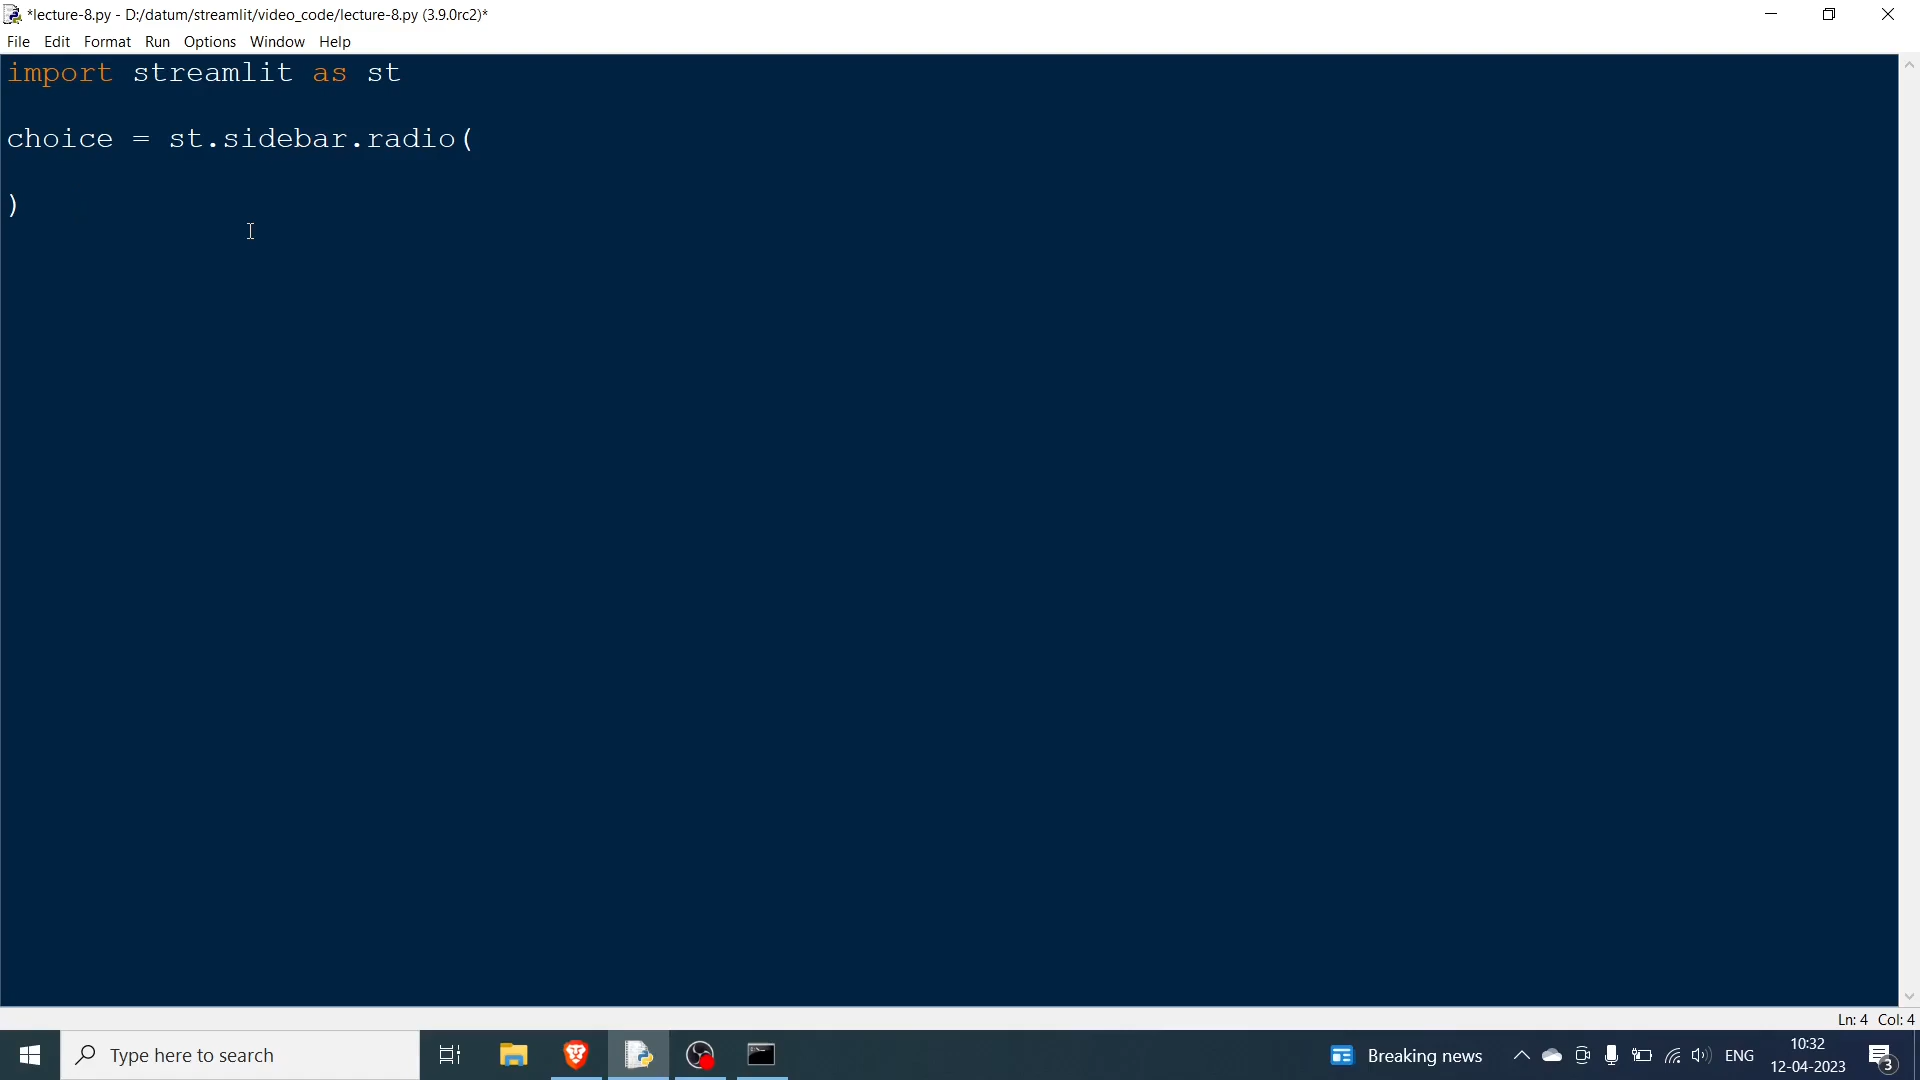 *lecture-8.py - D:/datum/streamlit/video_code/lecture-8.py (3.9.0rc2)*
File Edit Format Run Options Window Help
import streamlit as st
choice = st.sidebar.radio(
)
Ln: 4 Col: 4
Type here to search
Breaking news
ENG
10:32
12-04-2023
3